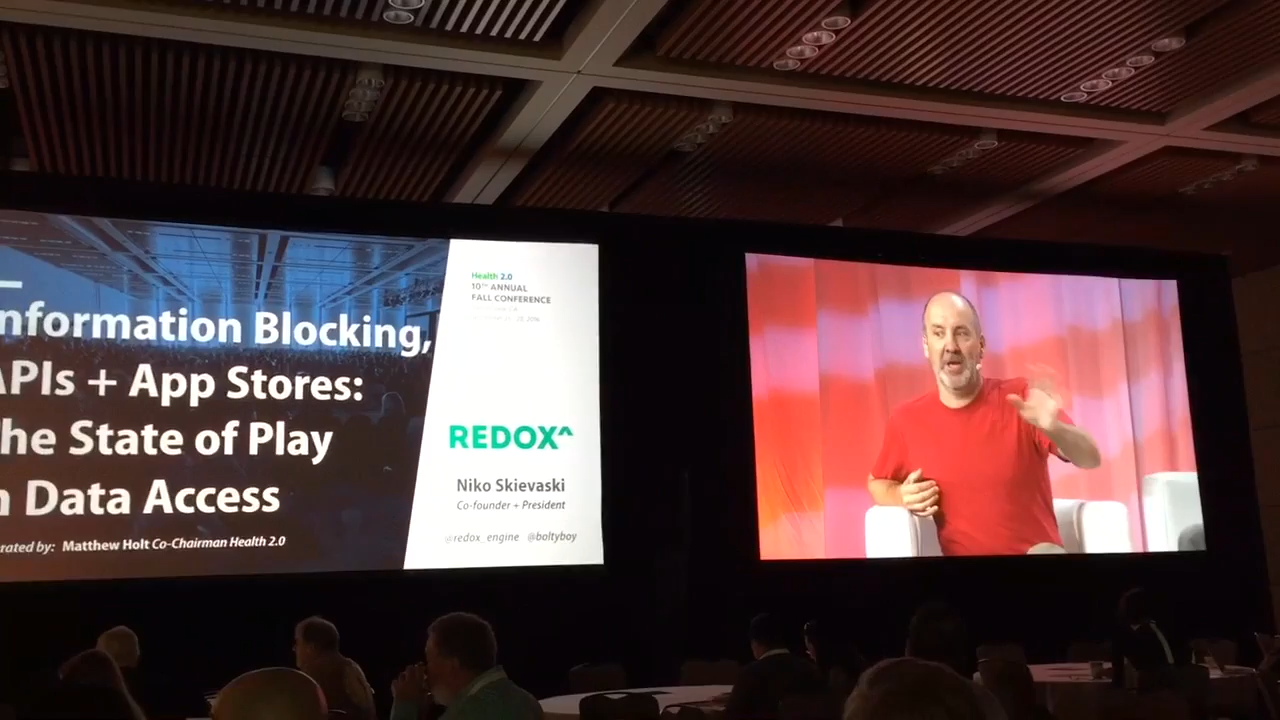 nformation Blocking,
APIs + App Stores:
he State of Play
n Data Access
rated by: Matthew Holt Co-Chairman Health 2.0
Health 2.0
10TH ANNUAL
FALL CONFERENCE
REDOX^
Niko Skievaski
Co-founder + President
@redox_engine @boltyboy